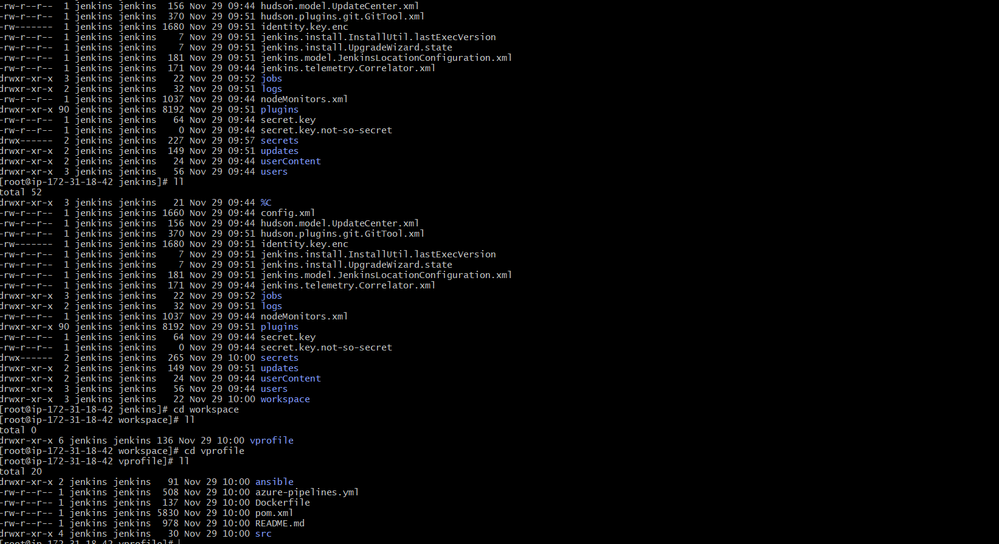 -rw-r--r--  1 jenkins jenkins  156 Nov 29 09:44 hudson.model.UpdateCenter.xml
-rw-r--r--  1 jenkins jenkins  370 Nov 29 09:51 hudson.plugins.git.GitTool.xml
-rw-------  1 jenkins jenkins 1680 Nov 29 09:51 identity.key.enc
-rw-r--r--  1 jenkins jenkins    7 Nov 29 09:51 jenkins.install.InstallUtil.lastExecVersion
-rw-r--r--  1 jenkins jenkins    7 Nov 29 09:51 jenkins.install.UpgradeWizard.state
-rw-r--r--  1 jenkins jenkins  181 Nov 29 09:51 jenkins.model.JenkinsLocationConfiguration.xml
-rw-r--r--  1 jenkins jenkins  171 Nov 29 09:44 jenkins.telemetry.Correlator.xml
drwxr-xr-x  3 jenkins jenkins   22 Nov 29 09:52 jobs
drwxr-xr-x  2 jenkins jenkins   32 Nov 29 09:51 logs
-rw-r--r--  1 jenkins jenkins 1037 Nov 29 09:44 nodeMonitors.xml
drwxr-xr-x 90 jenkins jenkins 8192 Nov 29 09:51 plugins
-rw-r--r--  1 jenkins jenkins   64 Nov 29 09:44 secret.key
-rw-r--r--  1 jenkins jenkins    0 Nov 29 09:44 secret.key.not-so-secret
drwx------  2 jenkins jenkins  227 Nov 29 09:57 secrets
drwxr-xr-x  2 jenkins jenkins  149 Nov 29 09:51 updates
drwxr-xr-x  2 jenkins jenkins   24 Nov 29 09:44 userContent
drwxr-xr-x  3 jenkins jenkins   56 Nov 29 09:44 users
[root@ip-172-31-18-42 jenkins]# ll
total 52
drwxr-xr-x  3 jenkins jenkins   21 Nov 29 09:44 %C
-rw-r--r--  1 jenkins jenkins 1660 Nov 29 09:44 config.xml
-rw-r--r--  1 jenkins jenkins  156 Nov 29 09:44 hudson.model.UpdateCenter.xml
-rw-r--r--  1 jenkins jenkins  370 Nov 29 09:51 hudson.plugins.git.GitTool.xml
-rw-------  1 jenkins jenkins 1680 Nov 29 09:51 identity.key.enc
-rw-r--r--  1 jenkins jenkins    7 Nov 29 09:51 jenkins.install.InstallUtil.lastExecVersion
-rw-r--r--  1 jenkins jenkins    7 Nov 29 09:51 jenkins.install.UpgradeWizard.state
-rw-r--r--  1 jenkins jenkins  181 Nov 29 09:51 jenkins.model.JenkinsLocationConfiguration.xml
-rw-r--r--  1 jenkins jenkins  171 Nov 29 09:44 jenkins.telemetry.Correlator.xml
drwxr-xr-x  3 jenkins jenkins   22 Nov 29 09:52 jobs
drwxr-xr-x  2 jenkins jenkins   32 Nov 29 09:51 logs
-rw-r--r--  1 jenkins jenkins 1037 Nov 29 09:44 nodeMonitors.xml
drwxr-xr-x 90 jenkins jenkins 8192 Nov 29 09:51 plugins
-rw-r--r--  1 jenkins jenkins   64 Nov 29 09:44 secret.key
-rw-r--r--  1 jenkins jenkins    0 Nov 29 09:44 secret.key.not-so-secret
drwx------  2 jenkins jenkins  265 Nov 29 10:00 secrets
drwxr-xr-x  2 jenkins jenkins  149 Nov 29 09:51 updates
drwxr-xr-x  2 jenkins jenkins   24 Nov 29 09:44 userContent
drwxr-xr-x  3 jenkins jenkins   56 Nov 29 09:44 users
drwxr-xr-x  3 jenkins jenkins   22 Nov 29 10:00 workspace
[root@ip-172-31-18-42 jenkins]# cd workspace
[root@ip-172-31-18-42 workspace]# ll
total 0
drwxr-xr-x 6 jenkins jenkins 136 Nov 29 10:00 vprofile
[root@ip-172-31-18-42 workspace]# cd vprofile
[root@ip-172-31-18-42 vprofile]# ll
total 20
drwxr-xr-x 2 jenkins jenkins   91 Nov 29 10:00 ansible
-rw-r--r-- 1 jenkins jenkins  508 Nov 29 10:00 azure-pipelines.yml
-rw-r--r-- 1 jenkins jenkins  137 Nov 29 10:00 Dockerfile
-rw-r--r-- 1 jenkins jenkins 5830 Nov 29 10:00 pom.xml
-rw-r--r-- 1 jenkins jenkins  978 Nov 29 10:00 README.md
drwxr-xr-x 4 jenkins jenkins   30 Nov 29 10:00 src
[root@ip-172-31-18-42 vprofile]#